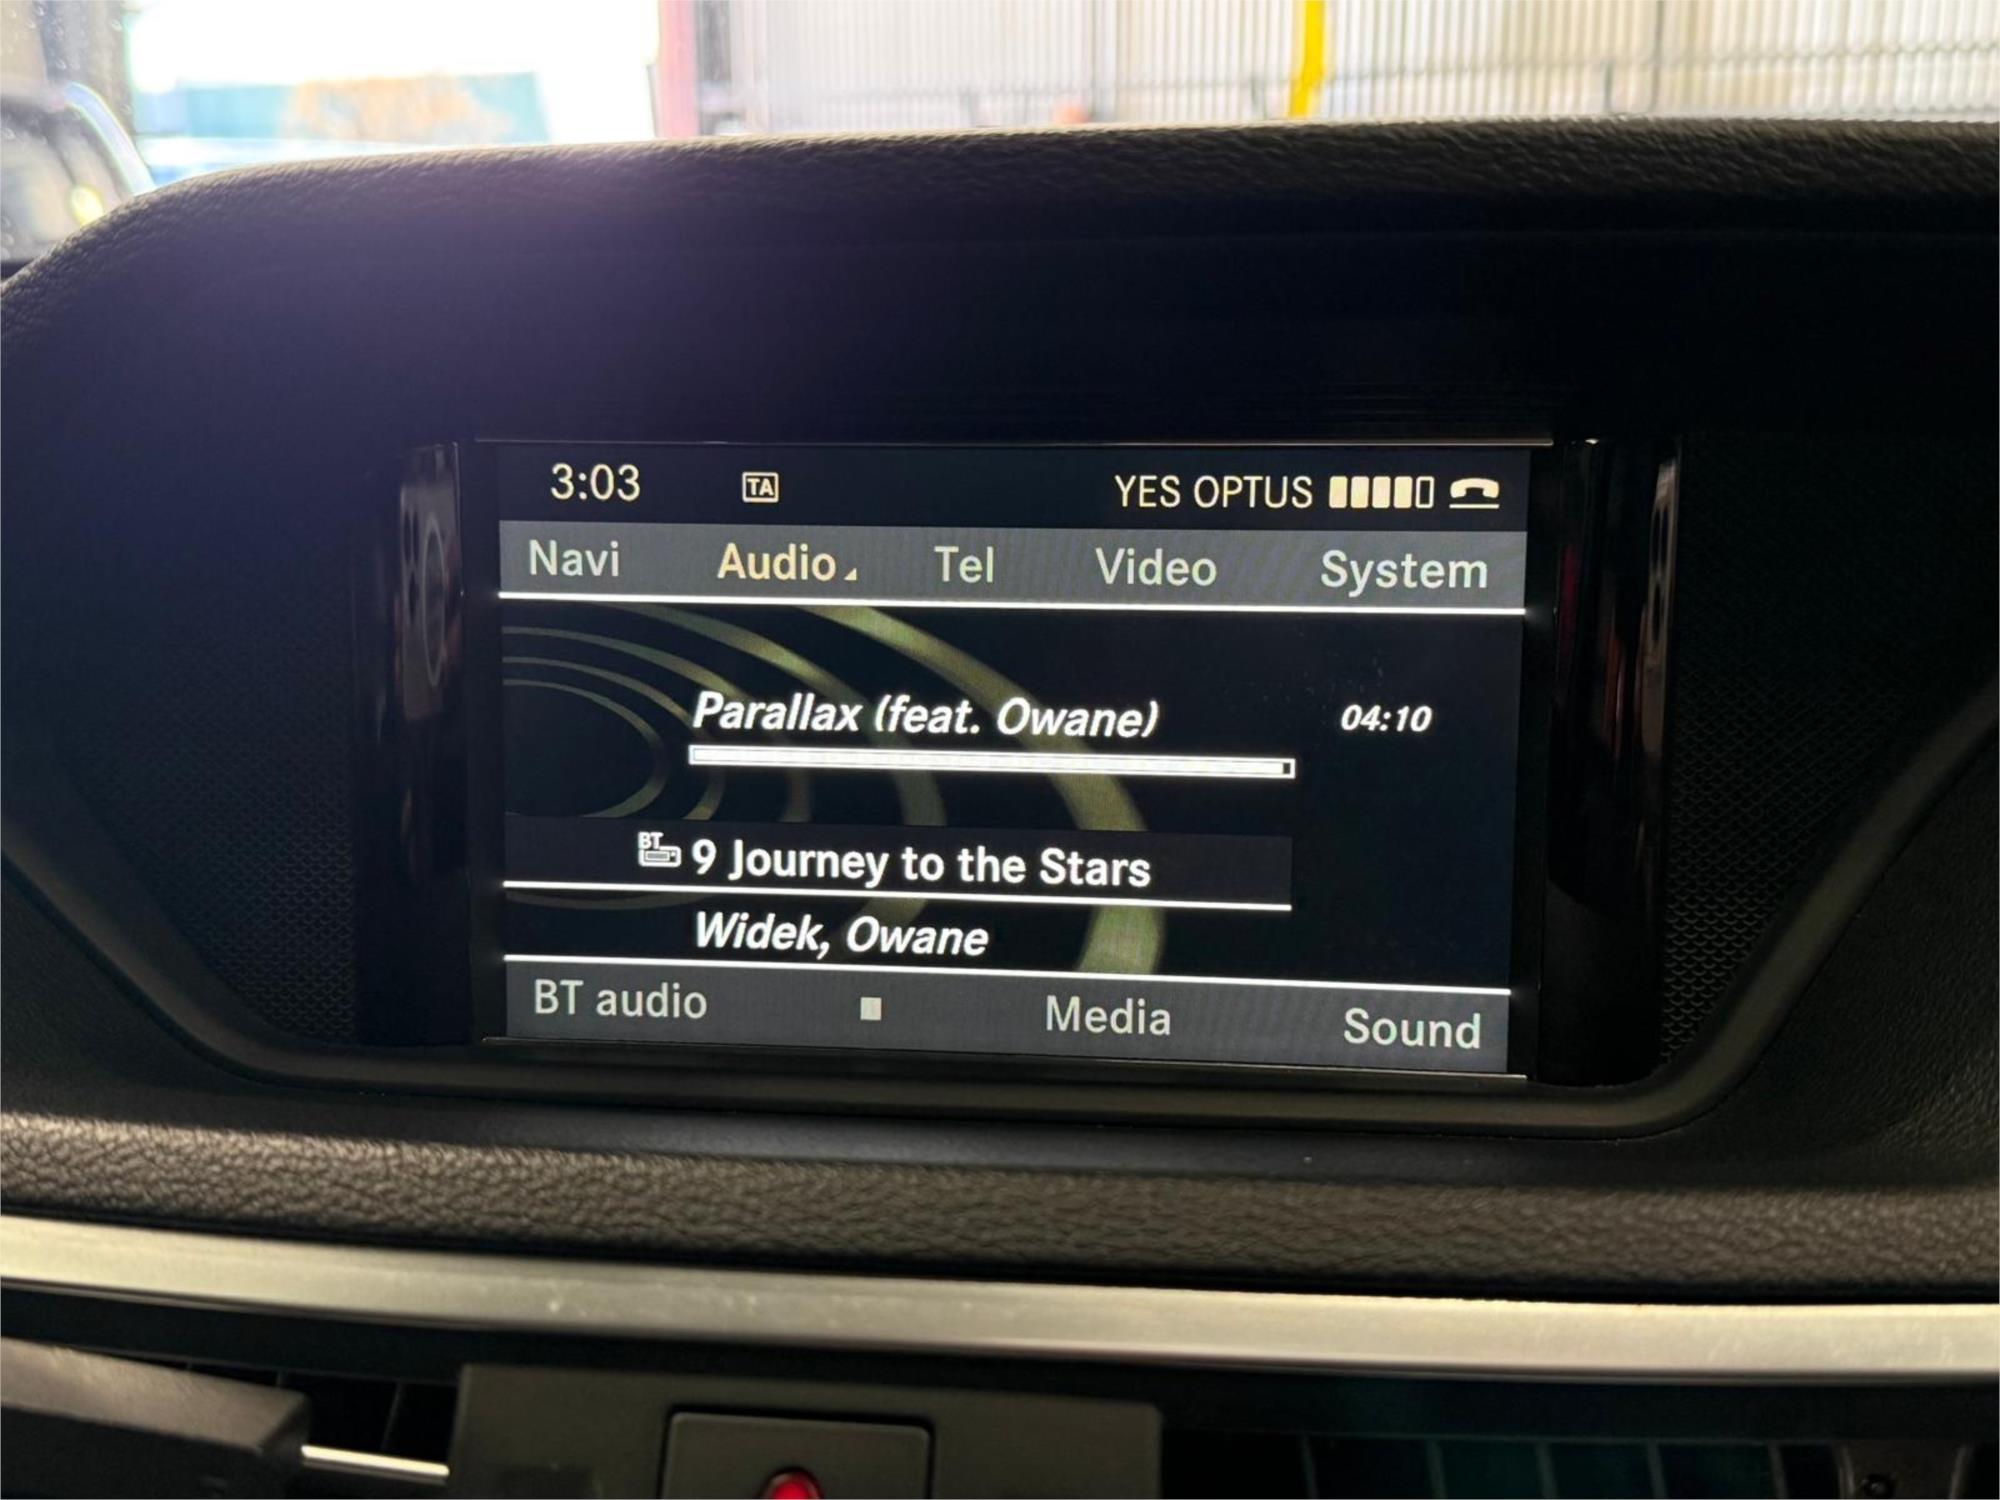 3:03 TA YES OPTUS
Navi Audio Tel Video System
Parallax (feat. Owane) 04:10
BT 9 Journey to the Stars
Widek, Owane
BT audio Media Sound